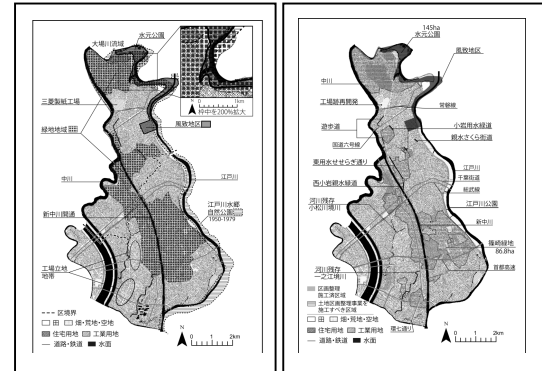 大場川流域
水元公園
N
0 1km
枠中を200%拡大
三菱製紙工場
風致地区
緑地地域
中川
江戸川
江戸川水郷
自然公園
1950-1979
新中川開通
工場立地
地帯
区境界
田 畑・荒地・空地
住宅用地 工業用地
道路・鉄道 水面
N
0 1 2km
145ha
水元公園
風致地区
中川
工場跡再開発
常磐線
遊歩道
小岩用水緑道
国道六号線
親水さくら街道
東用水せせらぎ通り
江戸川
千葉街道
西小岩親水緑道
総武線
河川残存
小松川境川
江戸川公園
新中川
篠崎緑地
86.8ha
河川残存
一之江境川
首都高速
区画整理
施工済区域
土地区画整理事業を
施工すべき区域
田 畑・荒地・空地
住宅用地 工業用地
道路・鉄道 水面
環七通り
N
0 1 2km